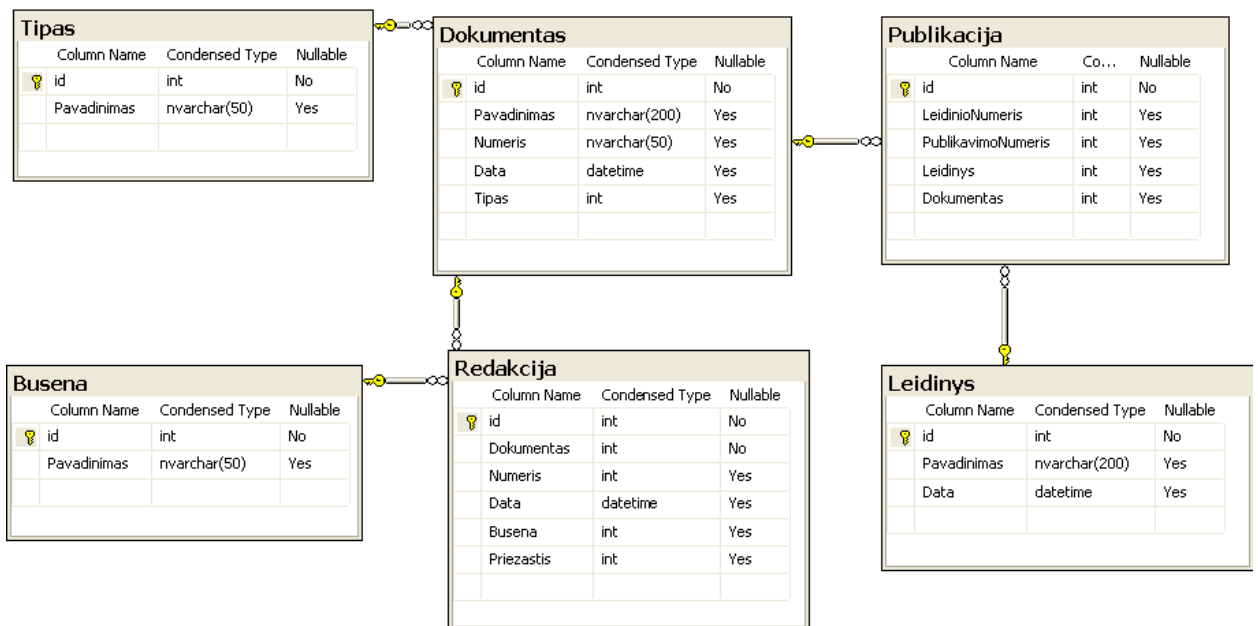 Tipas
Column Name Condensed Type Nullable
id int No
Pavadinimas nvarchar(50) Yes
Dokumentas
Column Name Condensed Type Nullable
id int No
Pavadinimas nvarchar(200) Yes
Numeris nvarchar(50) Yes
Data datetime Yes
Tipas int Yes
Publikacija
Column Name Co... Nullable
id int No
LeidinioNumeris int Yes
PublikavimoNumeris int Yes
Leidinys int Yes
Dokumentas int Yes
Busena
Column Name Condensed Type Nullable
id int No
Pavadinimas nvarchar(50) Yes
Redakcija
Column Name Condensed Type Nullable
id int No
Dokumentas int No
Numeris int Yes
Data datetime Yes
Busena int Yes
Priezastis int Yes
Leidinys
Column Name Condensed Type Nullable
id int No
Pavadinimas nvarchar(200) Yes
Data datetime Yes